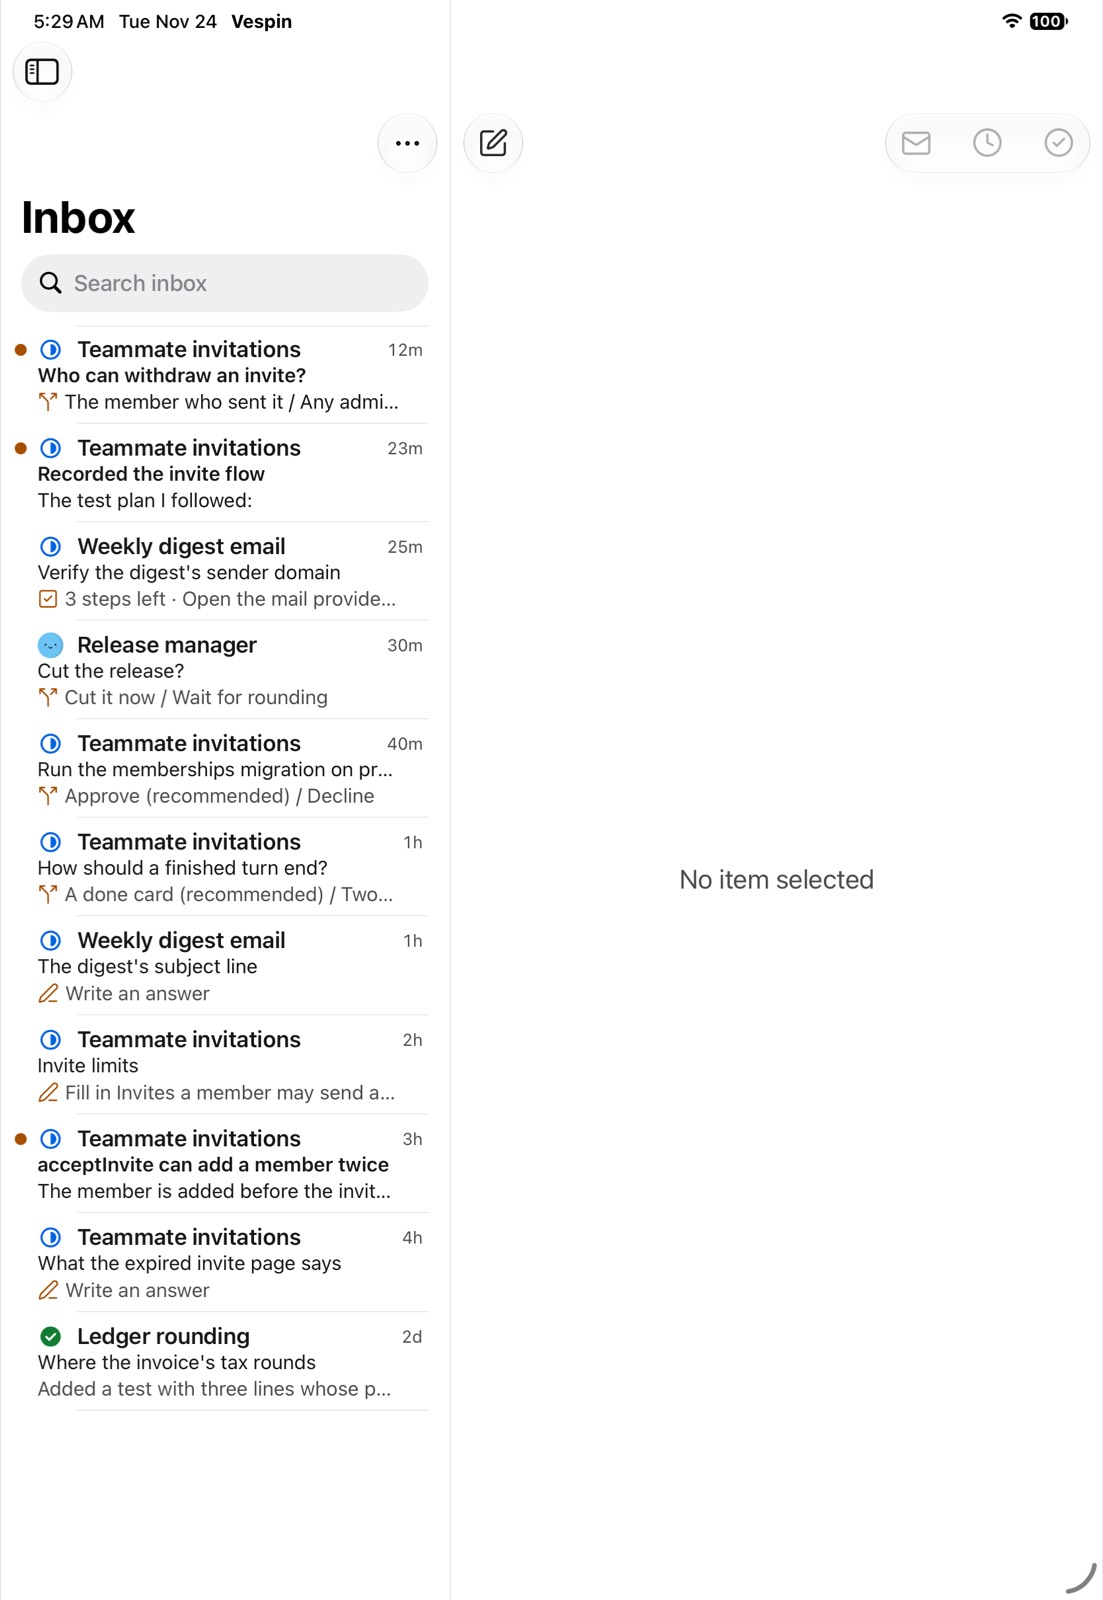 5:29 AM Tue Nov 24 Vespin
100
Inbox
Search inbox
Teammate invitations 12m
Who can withdraw an invite?
The member who sent it / Any admi...
Teammate invitations 23m
Recorded the invite flow
The test plan I followed:
Weekly digest email 25m
Verify the digest's sender domain
3 steps left · Open the mail provide...
Release manager 30m
Cut the release?
Cut it now / Wait for rounding
Teammate invitations 40m
Run the memberships migration on pr...
Approve (recommended) / Decline
Teammate invitations 1h
How should a finished turn end?
A done card (recommended) / Two...
Weekly digest email 1h
The digest's subject line
Write an answer
Teammate invitations 2h
Invite limits
Fill in Invites a member may send a...
Teammate invitations 3h
acceptInvite can add a member twice
The member is added before the invit...
Teammate invitations 4h
What the expired invite page says
Write an answer
Ledger rounding 2d
Where the invoice's tax rounds
Added a test with three lines whose p...
No item selected